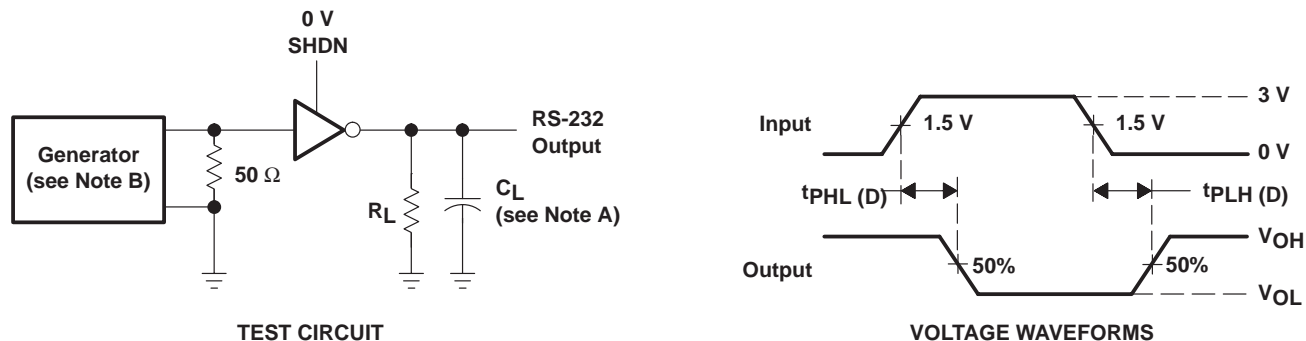 0 V
SHDN
Generator
(see Note B)
50 Ω
RS-232
Output
RL
CL
(see Note A)
TEST CIRCUIT
Input
1.5 V
1.5 V
3 V
0 V
tPHL (D)
tPLH (D)
Output
50%
50%
VOH
VOL
VOLTAGE WAVEFORMS